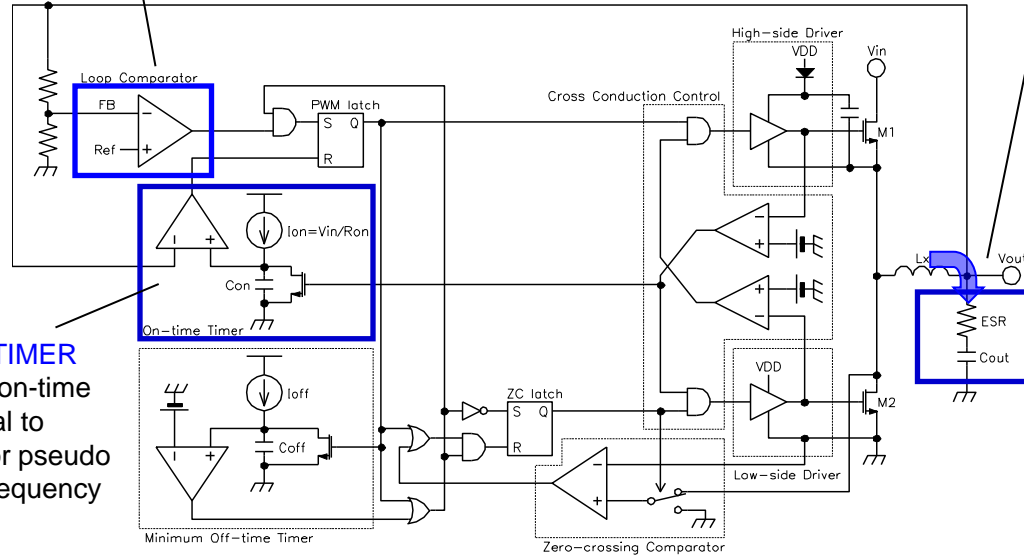 High-side Driver
VDD
Vin
Loop Comparator
Cross Conduction Control
FB
PWM latch
S Q
M1
Ref
R
Ion=Vin/Ron
Lx
Vout
Con
ESR
On-time Timer
Cout
TIMER
on-time
al to
or pseudo
equency
VDD
Ioff
ZC latch
S Q
M2
Coff
R
Low-side Driver
Minimum Off-time Timer
Zero-crossing Comparator